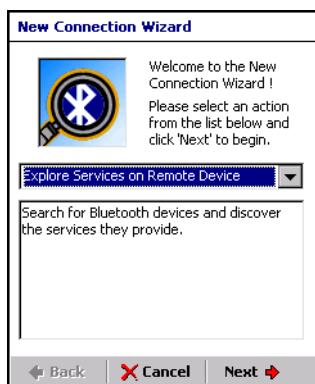 New Connection Wizard
Welcome to the New
Connection Wizard !
Please select an action
from the list below and
click 'Next' to begin.
Explore Services on Remote Device
Search for Bluetooth devices and discover
the services they provide.
Back
Cancel
Next